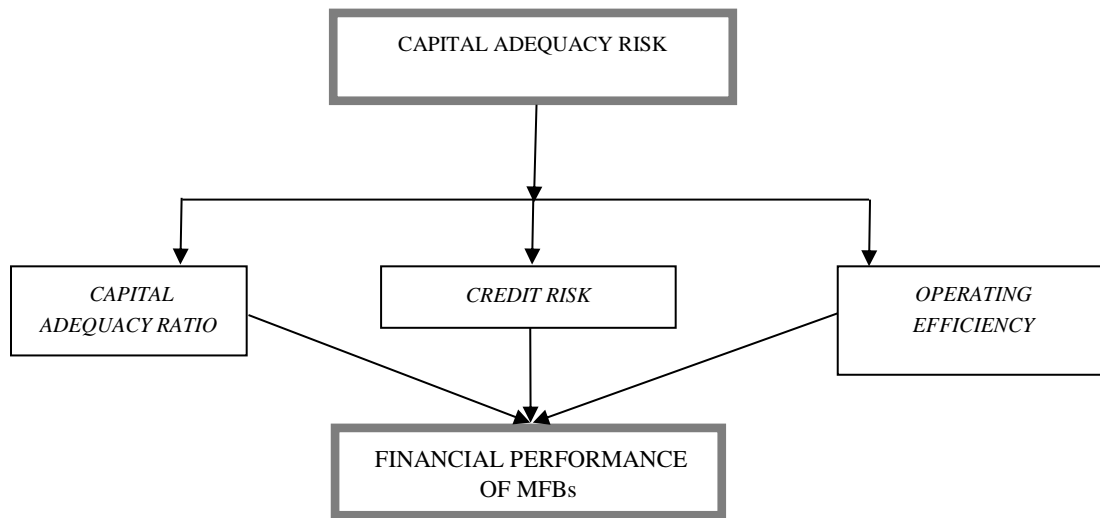 CAPITAL ADEQUACY RISK
CAPITAL
ADEQUACY RATIO
CREDIT RISK
OPERATING
EFFICIENCY
FINANCIAL PERFORMANCE
OF MFBs